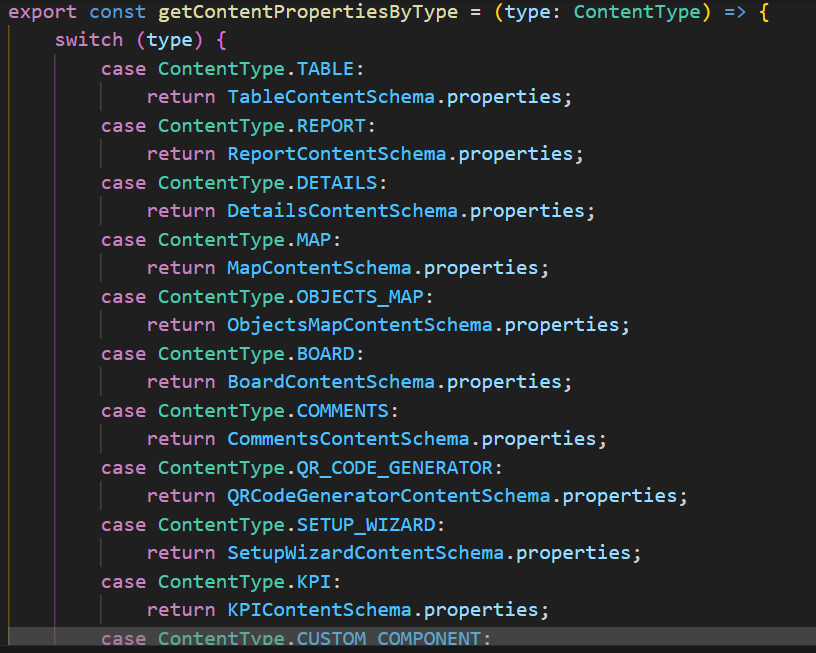 export const getContentPropertiesByType = (type: ContentType) => {
    switch (type) {
        case ContentType.TABLE:
            return TableContentSchema.properties;
        case ContentType.REPORT:
            return ReportContentSchema.properties;
        case ContentType.DETAILS:
            return DetailsContentSchema.properties;
        case ContentType.MAP:
            return MapContentSchema.properties;
        case ContentType.OBJECTS_MAP:
            return ObjectsMapContentSchema.properties;
        case ContentType.BOARD:
            return BoardContentSchema.properties;
        case ContentType.COMMENTS:
            return CommentsContentSchema.properties;
        case ContentType.QR_CODE_GENERATOR:
            return QRCodeGeneratorContentSchema.properties;
        case ContentType.SETUP_WIZARD:
            return SetupWizardContentSchema.properties;
        case ContentType.KPI:
            return KPIContentSchema.properties;
        case ContentType.CUSTOM_COMPONENT: